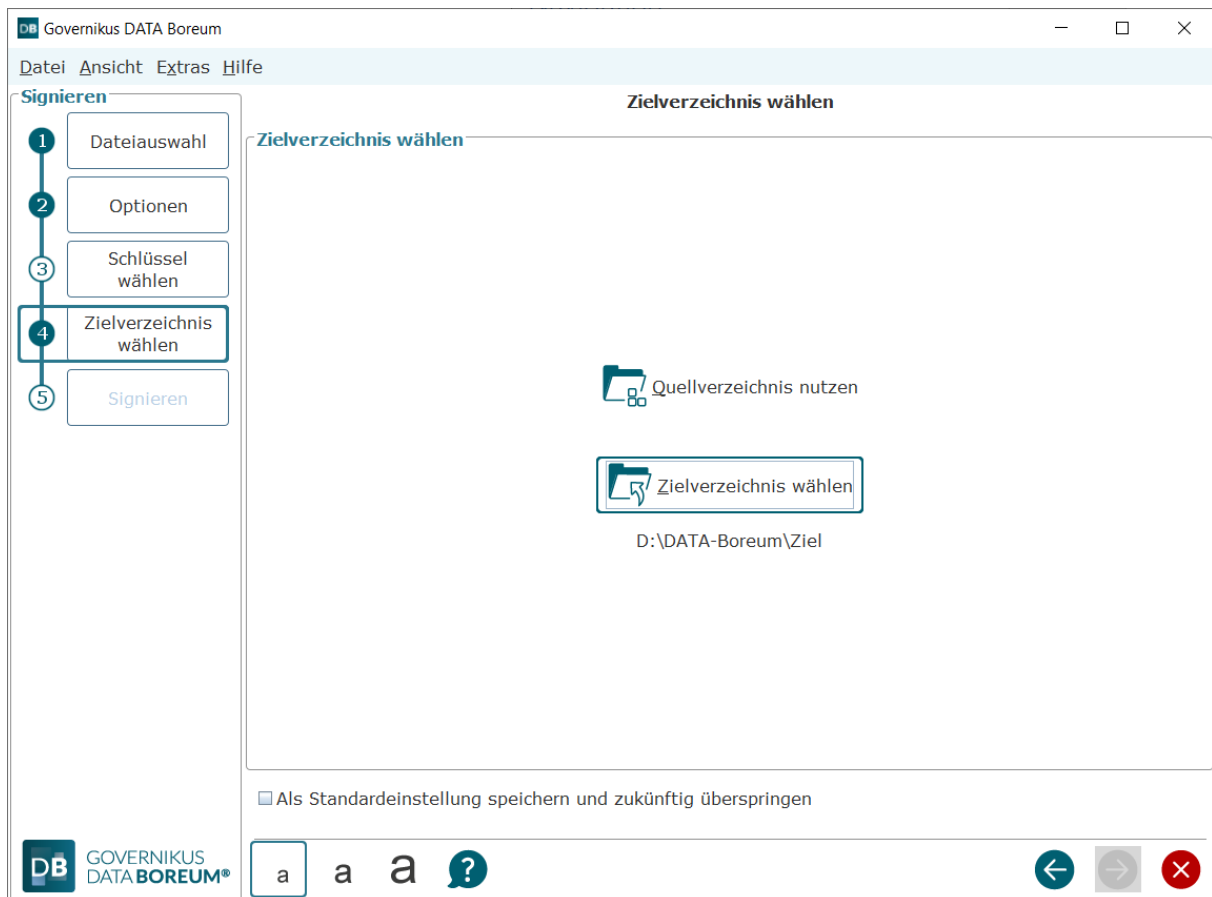 DB Governikus DATA Boreum
Datei Ansicht Extras Hilfe
Signieren
1 Dateiauswahl
2 Optionen
3 Schlüssel
wählen
4 Zielverzeichnis
wählen
5 Signieren
Zielverzeichnis wählen
Zielverzeichnis wählen
Quellverzeichnis nutzen
Zielverzeichnis wählen
D:\DATA-Boreum\Ziel
Als Standardeinstellung speichern und zukünftig überspringen
DB GOVERNIKUS
DATA BOREUM®
a a a ?